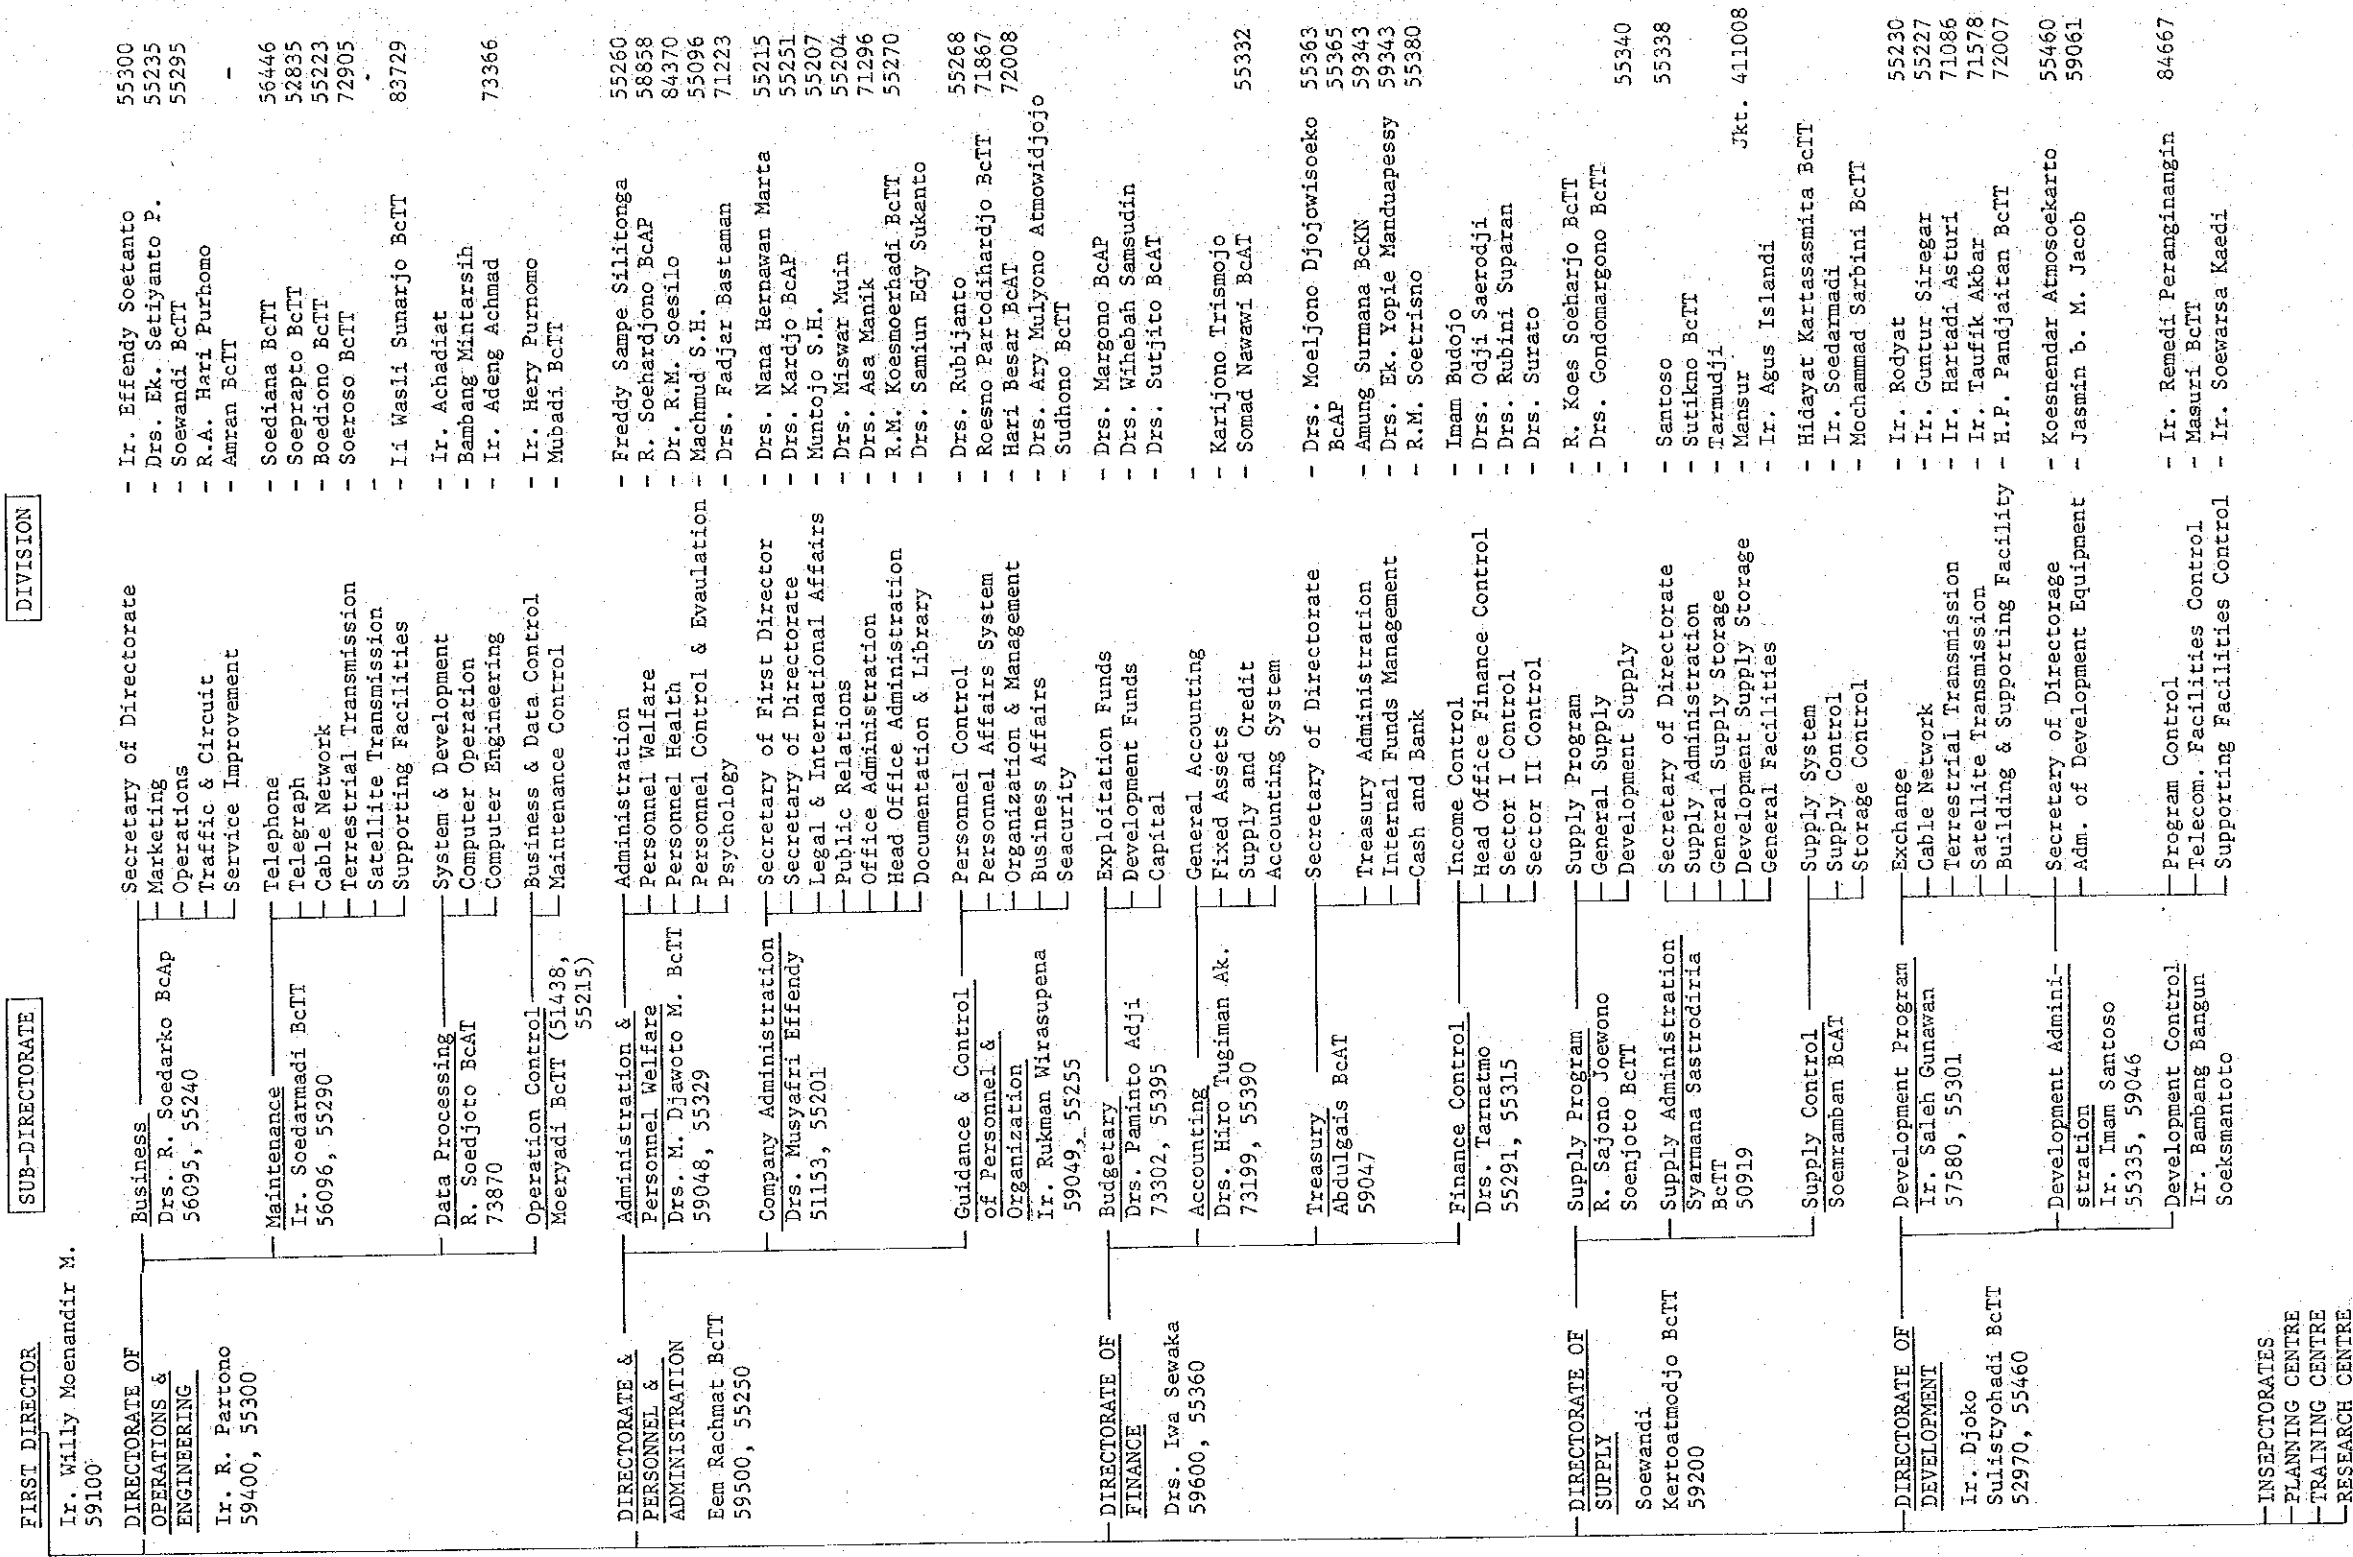 SUB-DIRECTORATE
DIVISION
FIRST DIRECTOR
Ir. Willy Moenandir M.
59100
DIRECTORATE OF
OPERATIONS &
ENGINEERING
Ir. R. Partono
59400, 55300
Business
Drs. R. Soedarko BcAp
56095, 55240
Secretary of Directorate - Ir. Effendy Soetanto 55300
Marketing - Drs. Ek. Setiyanto P. 55235
Operations - Soewandi BcTT 55295
Traffic & Circuit - R.A. Hari Purhomo
Service Improvement - Amran BcTT -
Maintenance
Ir. Soedarmadi BcTT
56096, 55290
Telephone - Soediana BcTT 56446
Telegraph - Soeprapto BcTT 52835
Cable Network - Boediono BcTT 55223
Terrestrial Transmission - Soeroso BcTT 72905
Satellite Transmission -
Supporting Facilities - Ii Wasli Sunarjo BcTT 83729
Data Processing
R. Soedjoto BcAT
73870
System & Development - Ir. Achadiat
Computer Operation - Bambang Mintarsih
Computer Engineering - Ir. Adeng Achmad 73366
Operation Control
Moeryadi BcTT (51438,
55215)
Business & Data Control - Ir. Hery Purnomo
Maintenance Control - Mubadi BcTT
DIRECTORATE &
PERSONNEL &
ADMINISTRATION
Eem Rachmat BcTT
59500, 55250
Administration &
Personnel Welfare
Drs. M. Djawoto M. BcTT
59048, 55329
Administration - Freddy Sampe Silitonga 55260
Personnel Welfare - R. Soehardjono BcAP 58858
Personnel Health - Dr. R.M. Soesilo 84370
Personnel Control & Evaulation - Machmud S.H. 55096
Psychology - Drs. Fadjar Bastaman 71223
Company Administration
Drs. Musyafri Effendy
51153, 55201
Secretary of First Director - Drs. Nana Hernawan Marta 55215
Secretary of Directorate - Drs. Kardjo BcAP 55251
Legal & International Affairs - Muntojo S.H. 55207
Public Relations - Drs. Miswar Muin 55204
Office Administration - Drs. Asa Manik 71296
Head Office Administration - R.M. Koesmoerhadi BcTT 55270
Documentation & Library - Drs. Samiun Edy Sukanto
Guidance & Control
of Personnel &
Organization
Ir. Rukman Wirasupena
59049, 55255
Personnel Control - Drs. Rubijanto 55268
Personnel Affairs System - Roesno Partodihardjo BcTT 71867
Organization & Management - Hari Besar BcAT 72008
Business Affairs - Drs. Ary Mulyono Atmowidjojo
Seacurity - Sudhono BcTT
DIRECTORATE OF
FINANCE
Drs. Iwa Sewaka
59600, 55360
Budgetary
Drs. Paminto Adji
73302, 55395
Exploitation Funds - Drs. Margono BcAP
Development Funds - Drs. Wihebah Samsudin
Capital - Drs. Sutjito BcAT
Accounting
Drs. Hiro Tugiman Ak.
73199, 55390
General Accounting -
Fixed Assets - Karijono Trismojo
Supply and Credit - Somad Nawawi BcAT 55332
Accounting System
Treasury
Abdulgais BcAT
59047
Secretary of Directorate - Drs. Moeljono Djojowisoeko 55363
BcAP 55365
Treasury Administration - Amung Surmana BcKN 59343
Internal Funds Management - Drs. Ek. Yopie Manduapessy 59343
Cash and Bank - R.M. Soetrisno 55380
Finance Control
Drs. Tarnatmo
55291, 55315
Income Control - Imam Budojo
Head Office Finance Control - Drs. Odji Saerodji
Sector I Control - Drs. Rubini Suparan
Sector II Control - Drs. Surato
DIRECTORATE OF
SUPPLY
Soewandi
Kertoatmodjo BcTT
59200
Supply Program
R. Sajono Joewono
Soenjoto BcTT
Supply Program - R. Koes Soeharjo BcTT
General Supply - Drs. Gondomargono BcTT
Development Supply - 55340
Supply Administration
Syarmana Sastrodiria
BcTT
50919
Secretary of Directorate - Santoso 55338
Supply Administration - Sutikno BcTT
General Supply Storage - Tarmudji
Development Supply Storage - Mansur Jkt. 411008
General Facilities - Ir. Agus Islandi
Supply Control
Soemramban BcAT
Supply System - Hidayat Kartasasmita BcTT
Supply Control - Ir. Soedarmadi
Storage Control - Mochammad Sarbini BcTT
DIRECTORATE OF
DEVELOPMENT
Ir. Djoko
Sulistyohadi BcTT
52970, 55460
Development Program
Ir. Saleh Gunawan
57580, 55301
Exchange - Ir. Rodyat 55230
Cable Network - Ir. Guntur Siregar 55227
Terrestrial Transmission - Ir. Hartadi Asturi 71086
Satellite Transmission - Ir. Taufik Akbar 71578
Building & Supporting Facility - H.P. Pandjaitan BcTT 72007
Development Admini-
stration
Ir. Imam Santoso
55335, 59046
Secretary of Directorage - Koesnendar Atmosoekarto 55460
Adm. of Development Equipment - Jasmin b. M. Jacob 59061
Development Control
Ir. Bambang Bangun
Soeksmantoto
Program Control - Ir. Remedi Peranginangin 84667
Telecom. Facilities Control - Masuri BcTT
Supporting Facilities Control - Ir. Soewarsa Kaedi
INSEPCTORATES
PLANNING CENTRE
TRAINING CENTRE
RESEARCH CENTRE